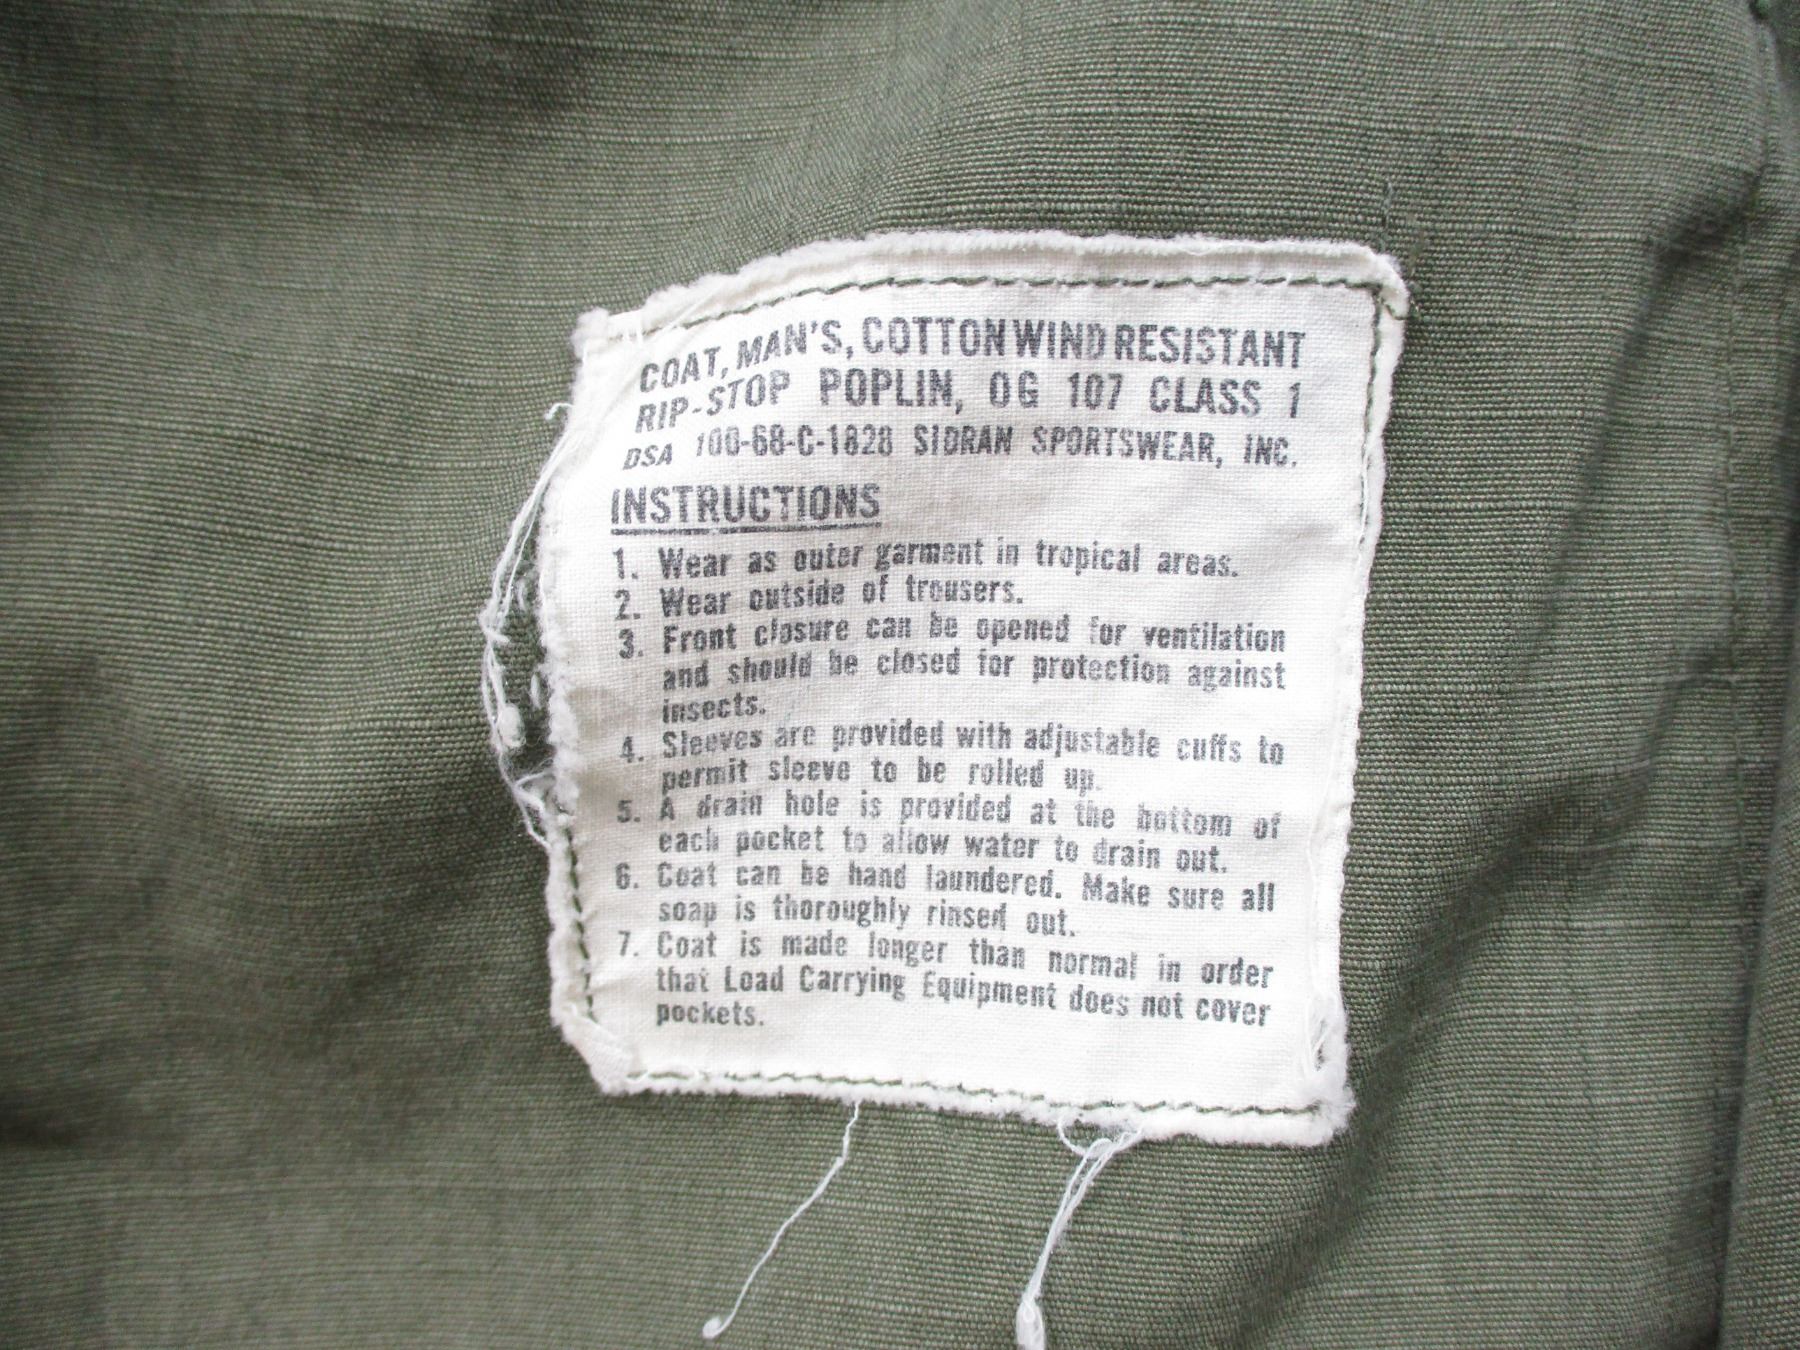 COAT, MAN'S, COTTON WIND RESISTANT
RIP-STOP POPLIN, OG 107 CLASS 1
DSA 100-68-C-1828 SIDRAN SPORTSWEAR, INC.
INSTRUCTIONS
1. Wear as outer garment in tropical areas.
2. Wear outside of trousers.
3. Front closure can be opened for ventilation
and should be closed for protection against
insects.
4. Sleeves are provided with adjustable cuffs to
permit sleeve to be rolled up.
5. A drain hole is provided at the bottom of
each pocket to allow water to drain out.
6. Coat can be hand laundered. Make sure all
soap is thoroughly rinsed out.
7. Coat is made longer than normal in order
that Load Carrying Equipment does not cover
pockets.